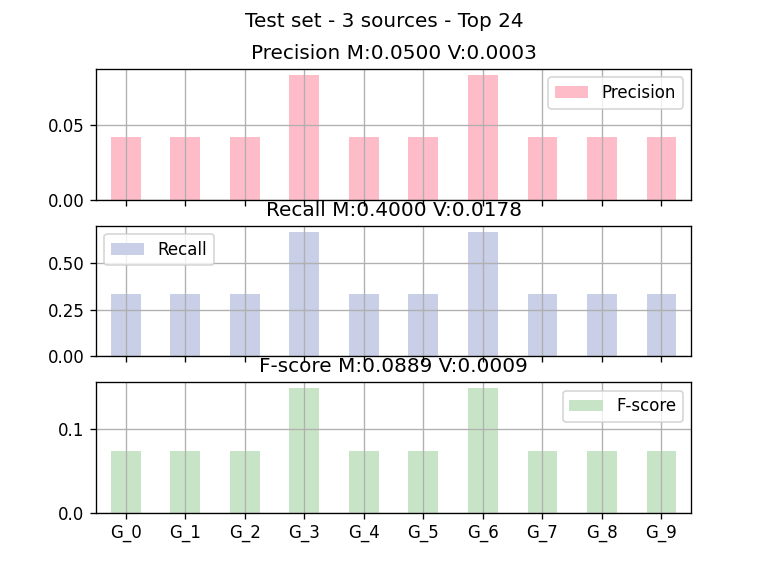 Test set - 3 sources - Top 24
Precision M:0.0500 V:0.0003
Precision
0.05
0.00
Recall M:0.4000 V:0.0178
Recall
0.50
0.25
0.00
F-score M:0.0889 V:0.0009
F-score
0.1
0.0
G_0 G_1 G_2 G_3 G_4 G_5 G_6 G_7 G_8 G_9